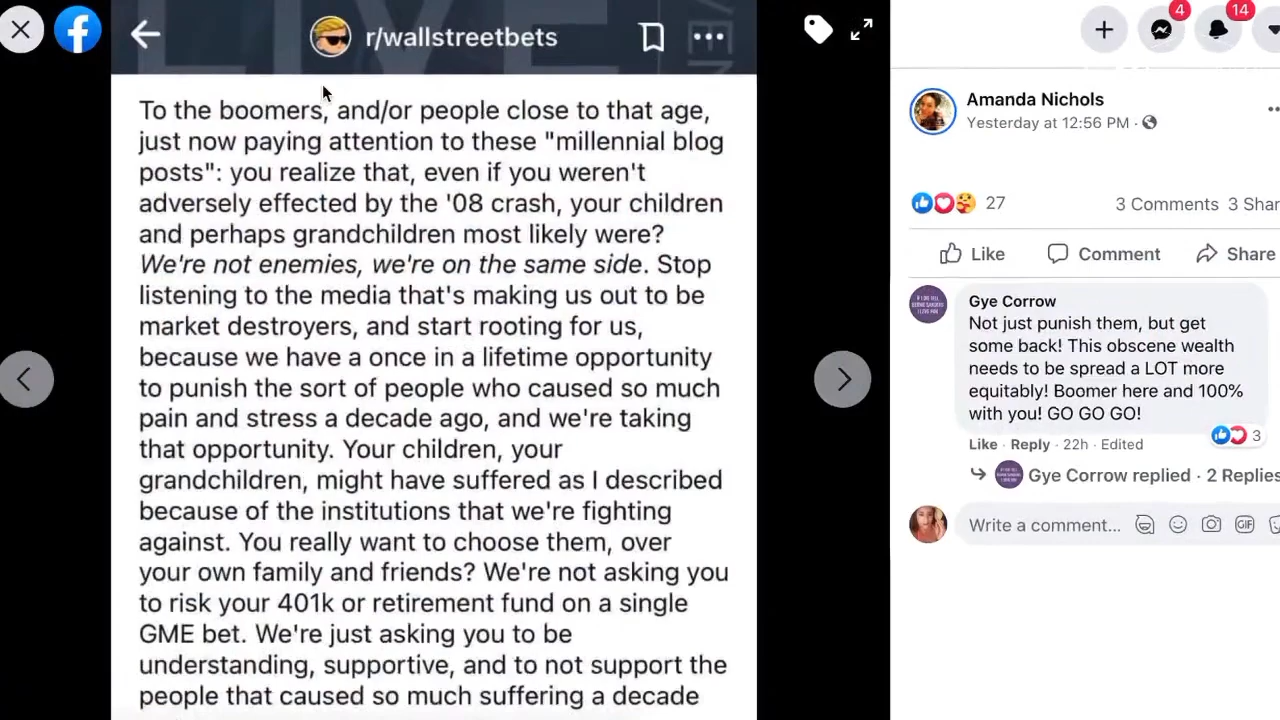 r/wallstreetbets
To the boomers, and/or people close to that age,
just now paying attention to these "millennial blog
posts": you realize that, even if you weren't
adversely effected by the '08 crash, your children
and perhaps grandchildren most likely were?
We're not enemies, we're on the same side. Stop
listening to the media that's making us out to be
market destroyers, and start rooting for us,
because we have a once in a lifetime opportunity
to punish the sort of people who caused so much
pain and stress a decade ago, and we're taking
that opportunity. Your children, your
grandchildren, might have suffered as I described
because of the institutions that we're fighting
against. You really want to choose them, over
your own family and friends? We're not asking you
to risk your 401k or retirement fund on a single
GME bet. We're just asking you to be
understanding, supportive, and to not support the
people that caused so much suffering a decade
4
14
Amanda Nichols
Yesterday at 12:56 PM ·
27
3 Comments 3 Shar
Like Comment Share
Gye Corrow
Not just punish them, but get
some back! This obscene wealth
needs to be spread a LOT more
equitably! Boomer here and 100%
with you! GO GO GO!
3
Like · Reply · 22h · Edited
Gye Corrow replied · 2 Replies
Write a comment...
GIF